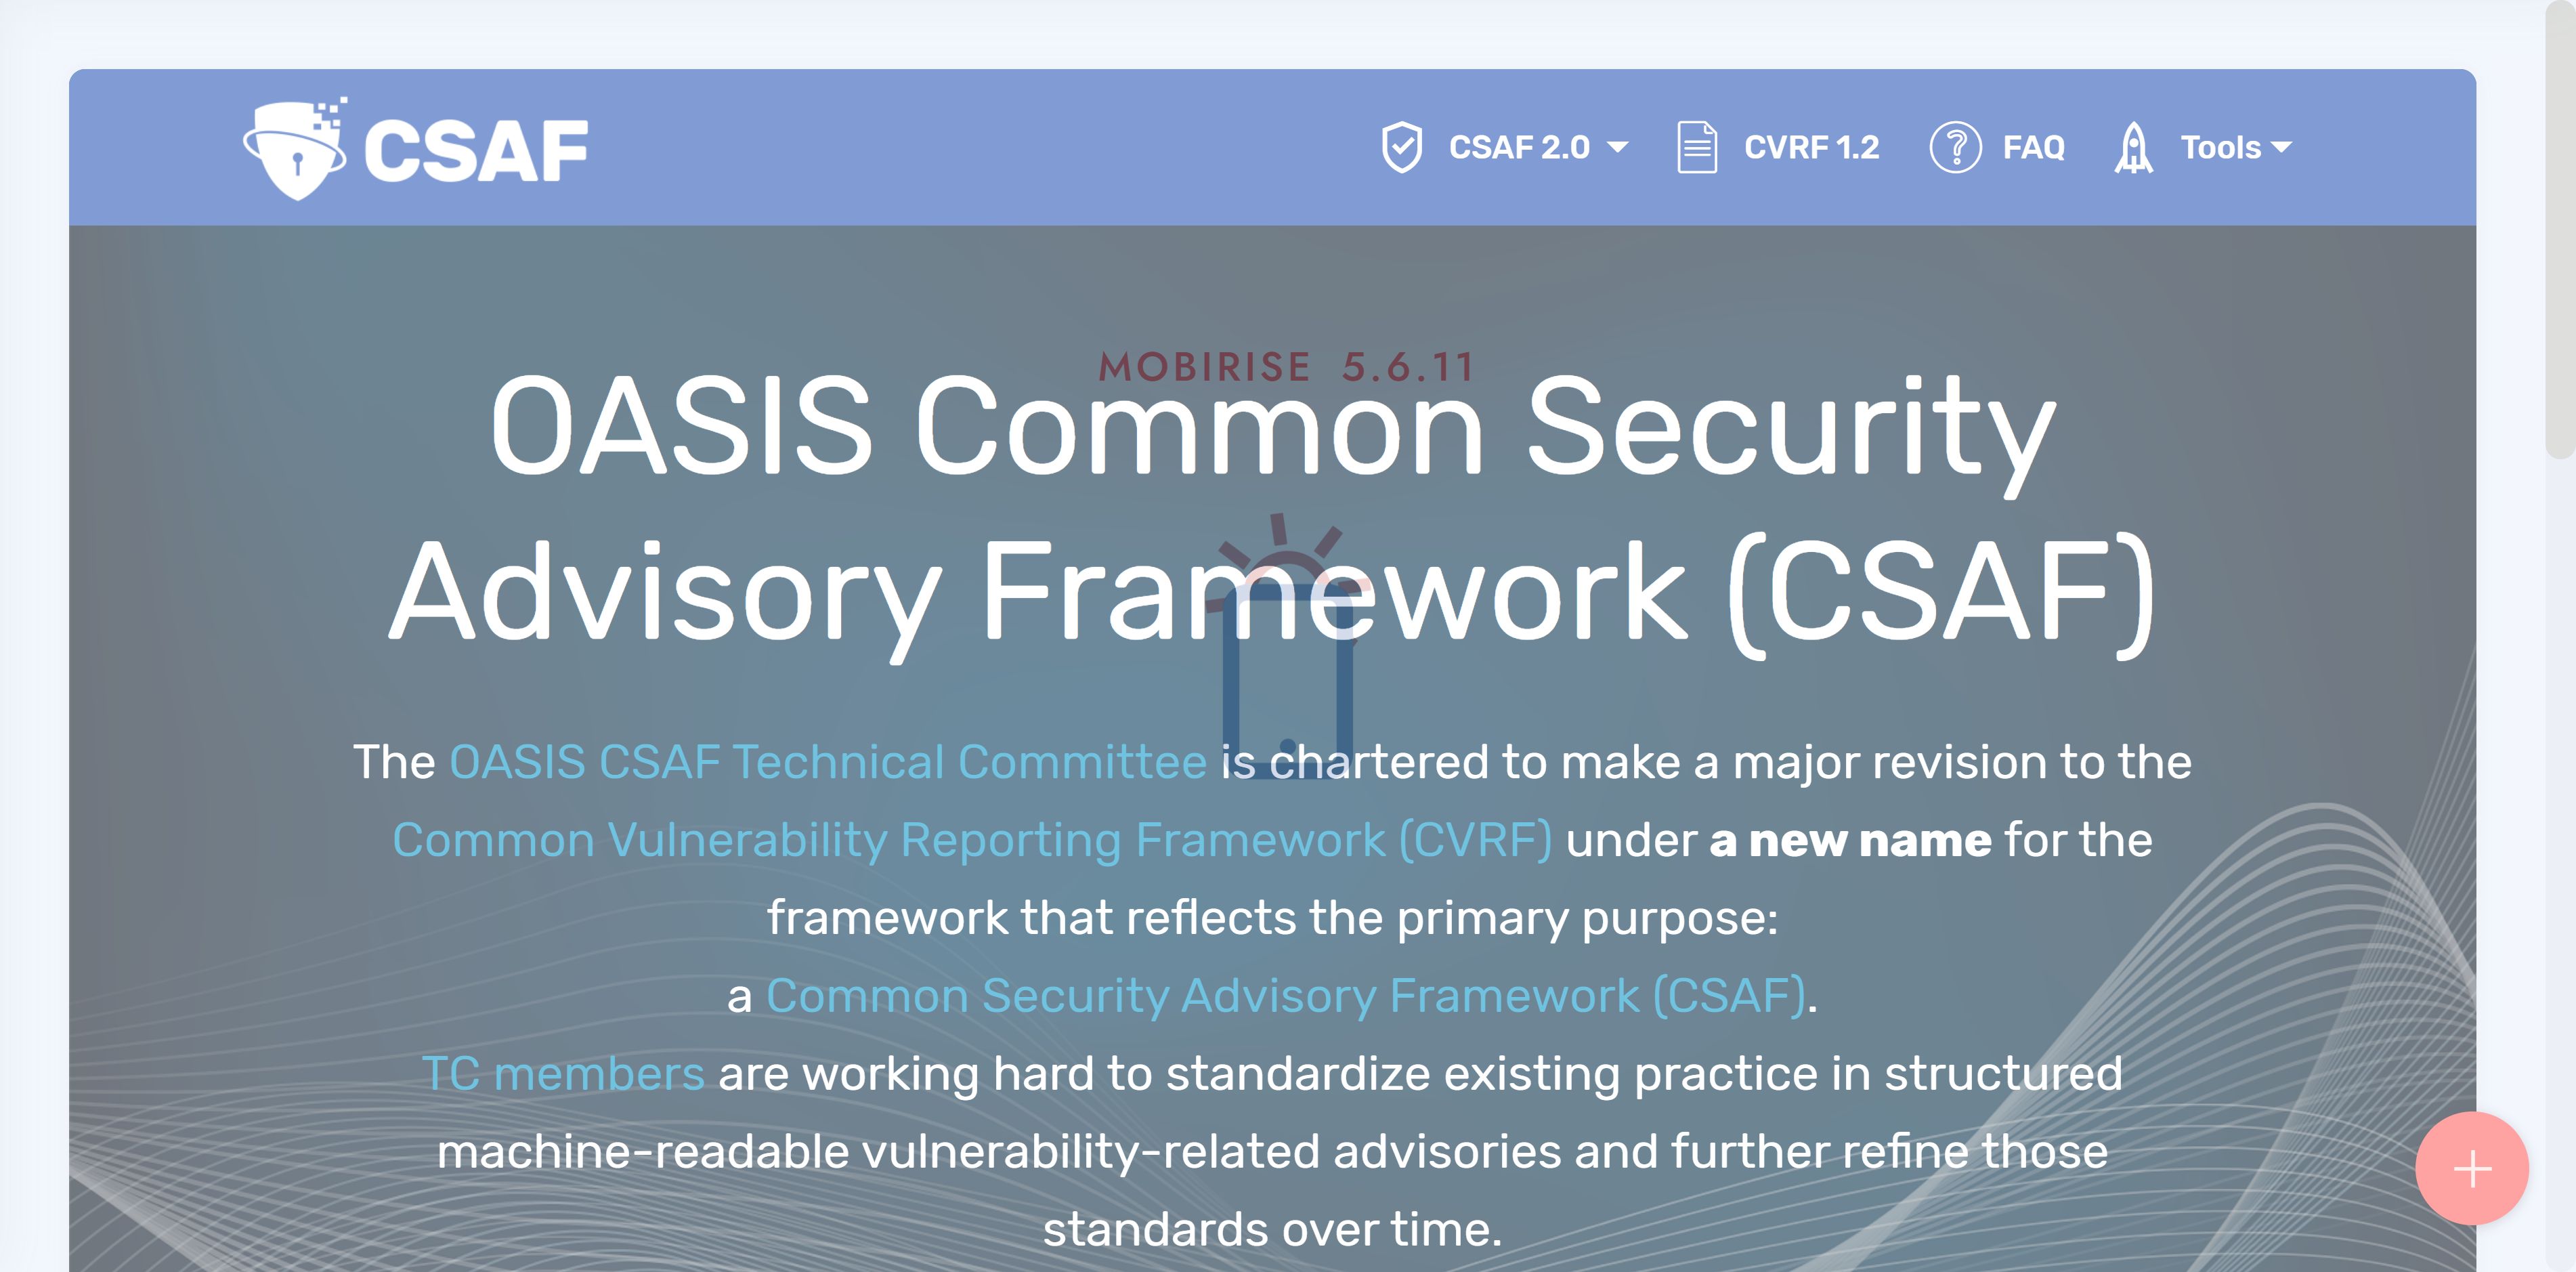 CSAF
CSAF 2.0
CVRF 1.2
FAQ
Tools
MOBIRISE 5.6.11
OASIS Common Security
Advisory Framework (CSAF)
The OASIS CSAF Technical Committee is chartered to make a major revision to the
Common Vulnerability Reporting Framework (CVRF) under a new name for the
framework that reflects the primary purpose:
a Common Security Advisory Framework (CSAF).
TC members are working hard to standardize existing practice in structured
machine-readable vulnerability-related advisories and further refine those
standards over time.